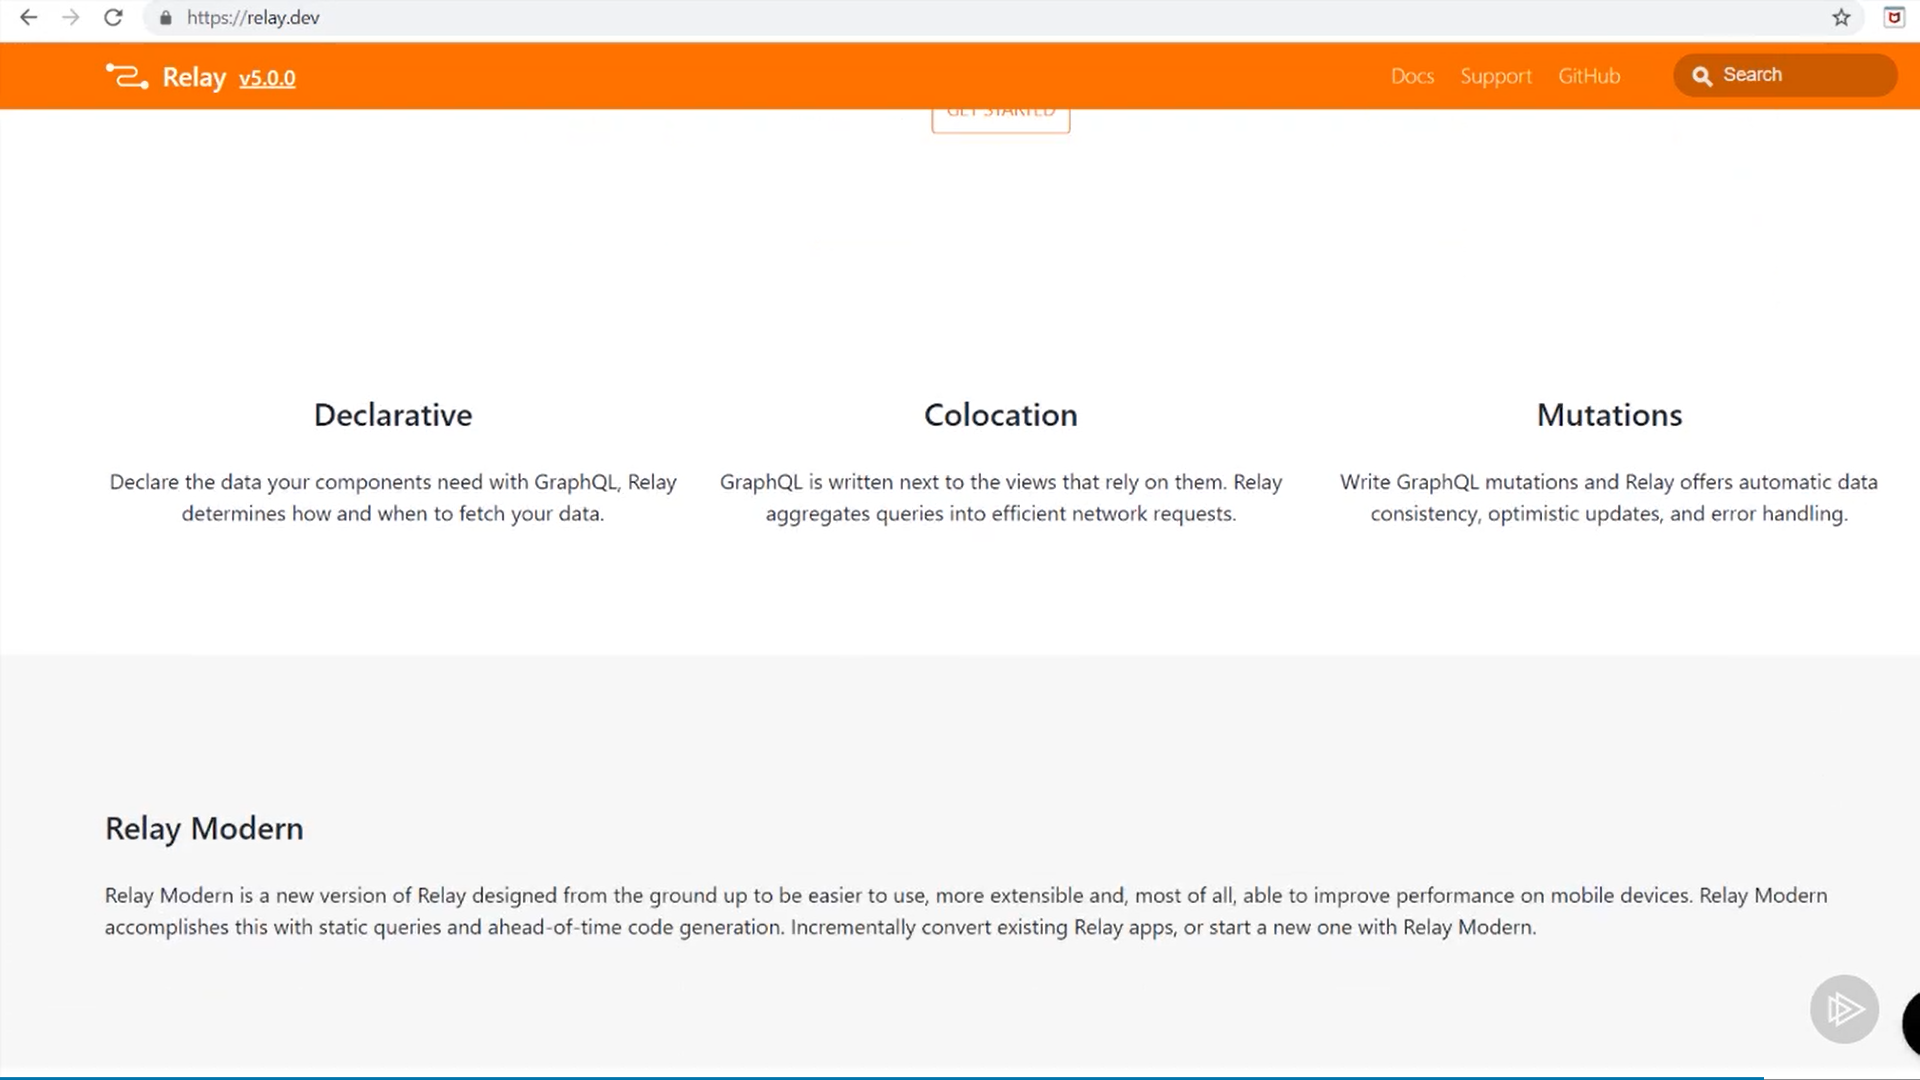 https://relay.dev
Relay v5.0.0
Docs Support GitHub Search
GET STARTED
Declarative
Declare the data your components need with GraphQL, Relay
determines how and when to fetch your data.
Colocation
GraphQL is written next to the views that rely on them. Relay
aggregates queries into efficient network requests.
Mutations
Write GraphQL mutations and Relay offers automatic data
consistency, optimistic updates, and error handling.
Relay Modern
Relay Modern is a new version of Relay designed from the ground up to be easier to use, more extensible and, most of all, able to improve performance on mobile devices. Relay Modern
accomplishes this with static queries and ahead-of-time code generation. Incrementally convert existing Relay apps, or start a new one with Relay Modern.